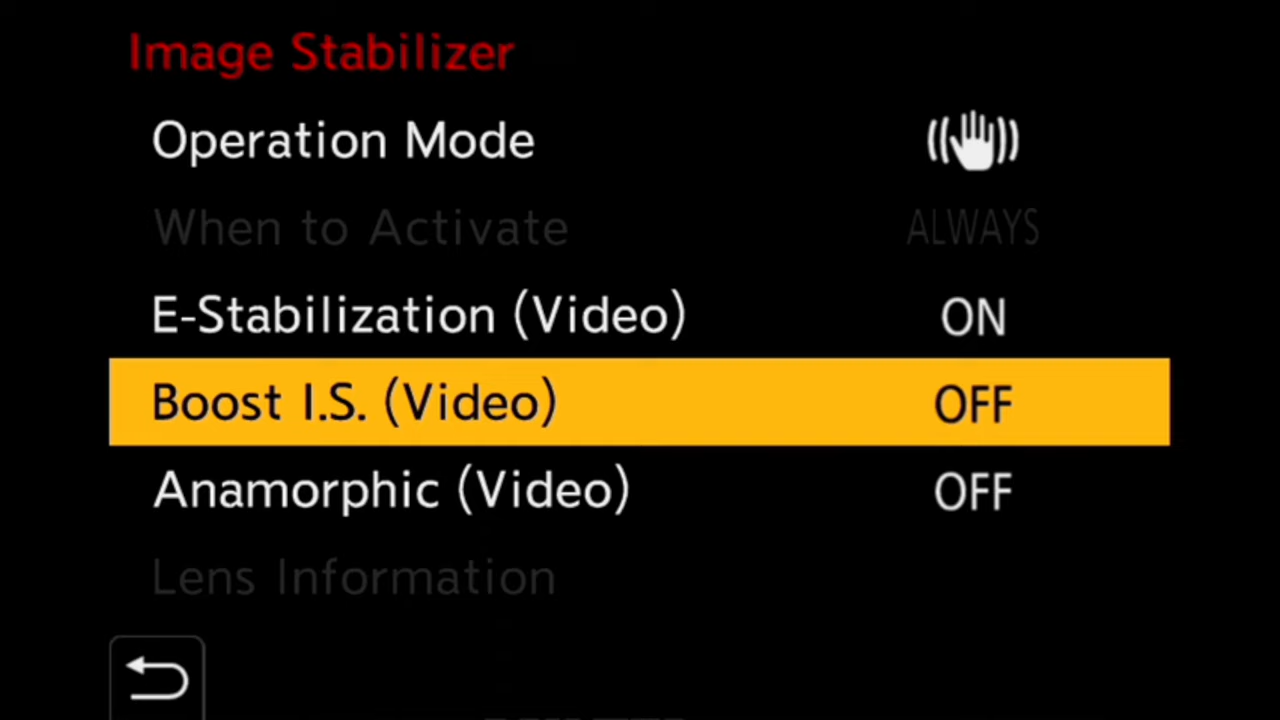 Image Stabilizer
Operation Mode
When to Activate ALWAYS
E-Stabilization (Video) ON
Boost I.S. (Video) OFF
Anamorphic (Video) OFF
Lens Information